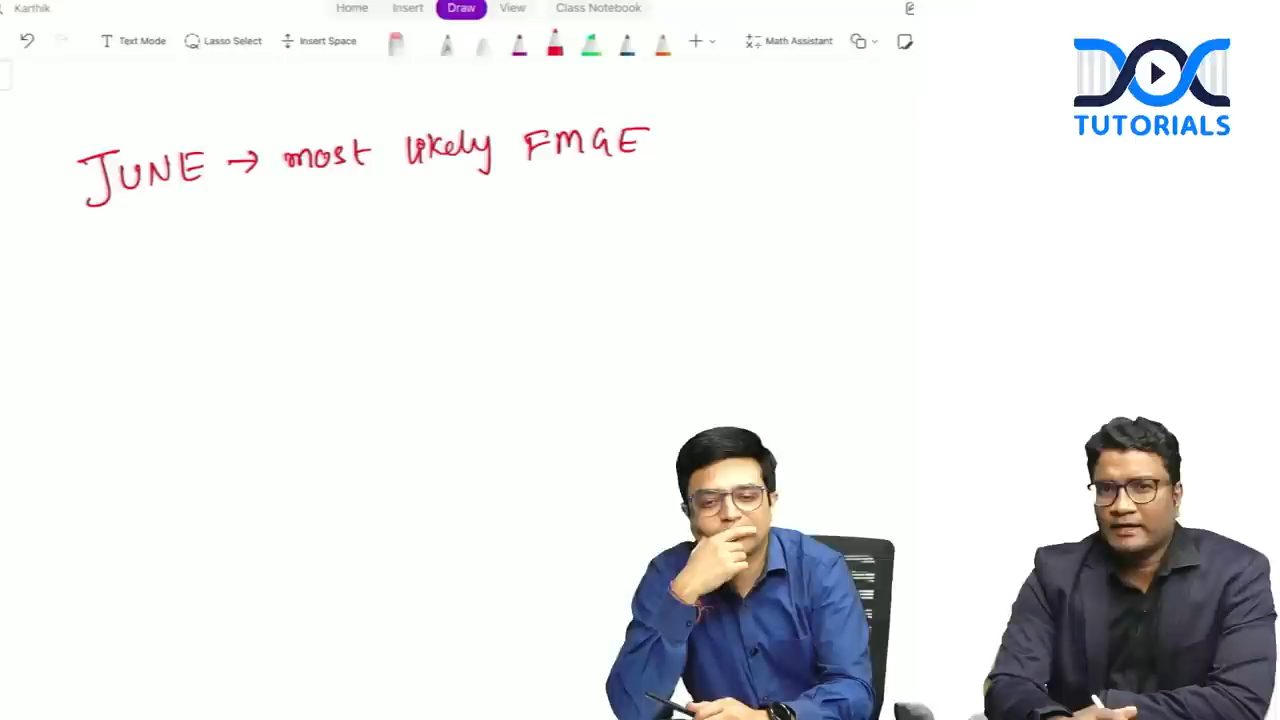 Karthik
Home Insert Draw View Class Notebook
Text Mode Lasso Select Insert Space Math Assistant
DOC
TUTORIALS
JUNE → most likely FMGE